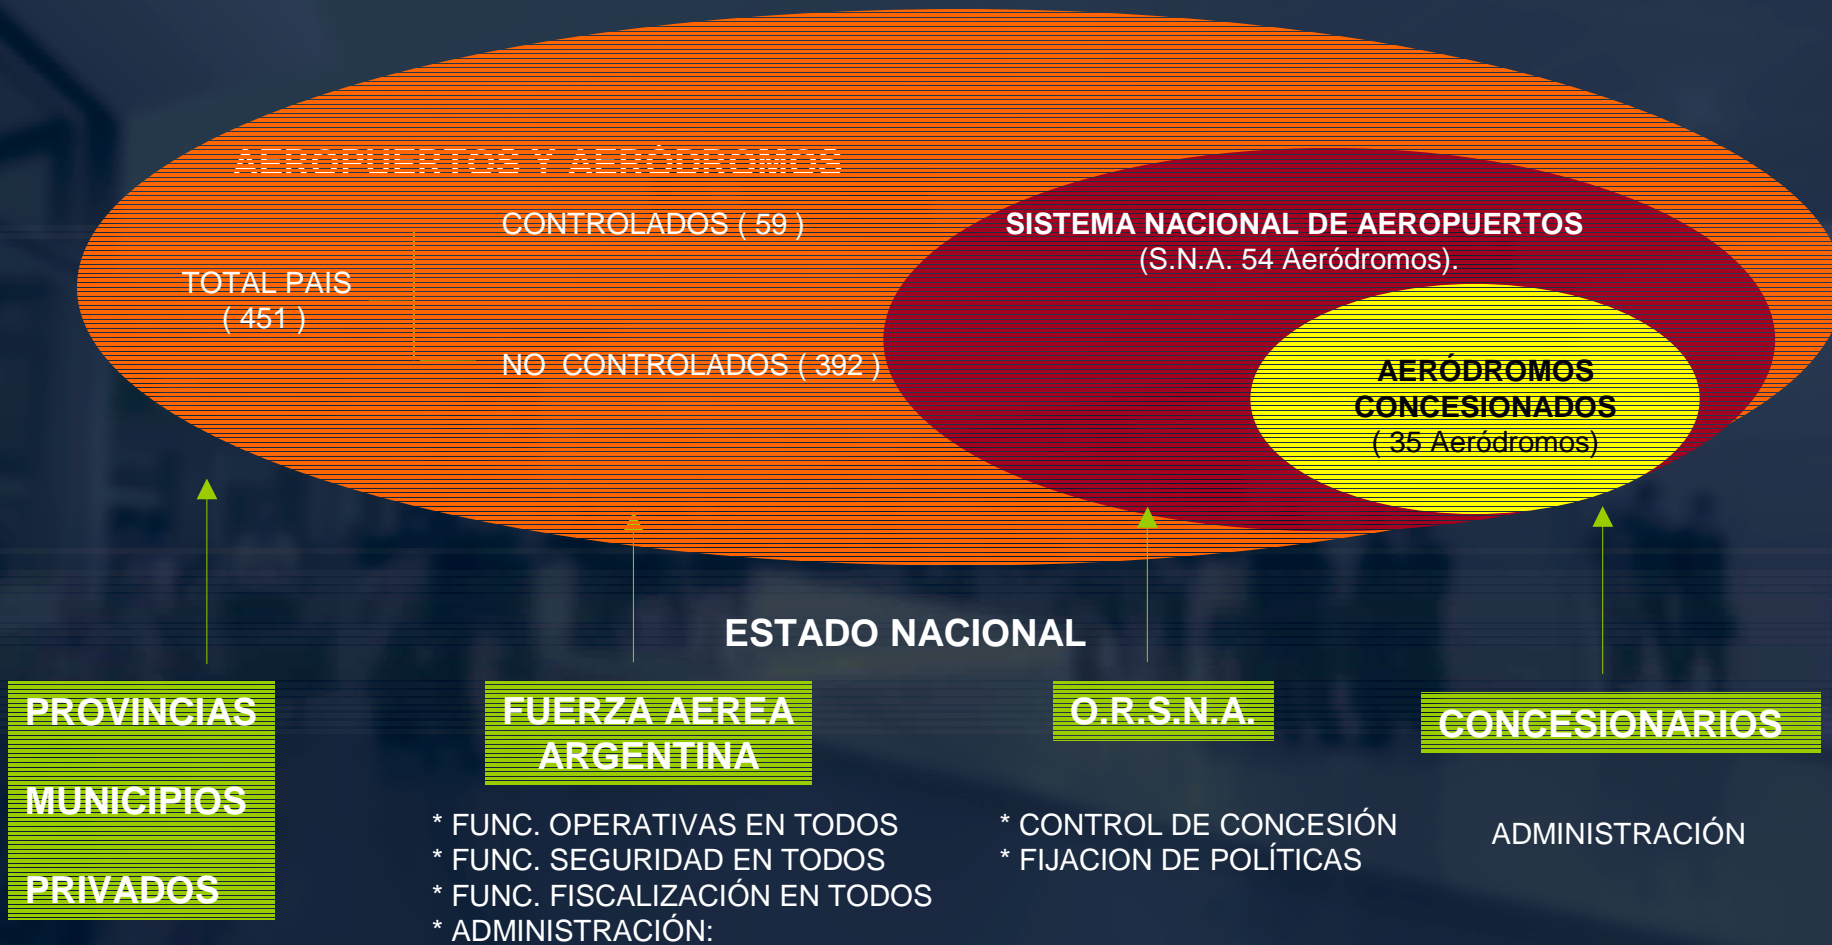 AEROPUERTOS Y AERÓDROMOS
CONTROLADOS ( 59 )
TOTAL PAIS
( 451 )
NO  CONTROLADOS ( 392 )
SISTEMA NACIONAL DE AEROPUERTOS
(S.N.A. 54 Aeródromos).
AERÓDROMOS
CONCESIONADOS
( 35 Aeródromos)
ESTADO NACIONAL
PROVINCIAS
MUNICIPIOS
PRIVADOS
FUERZA AEREA
ARGENTINA
* FUNC. OPERATIVAS EN TODOS
* FUNC. SEGURIDAD EN TODOS
* FUNC. FISCALIZACIÓN EN TODOS
* ADMINISTRACIÓN:
O.R.S.N.A.
* CONTROL DE CONCESIÓN
* FIJACION DE POLÍTICAS
CONCESIONARIOS
ADMINISTRACIÓN